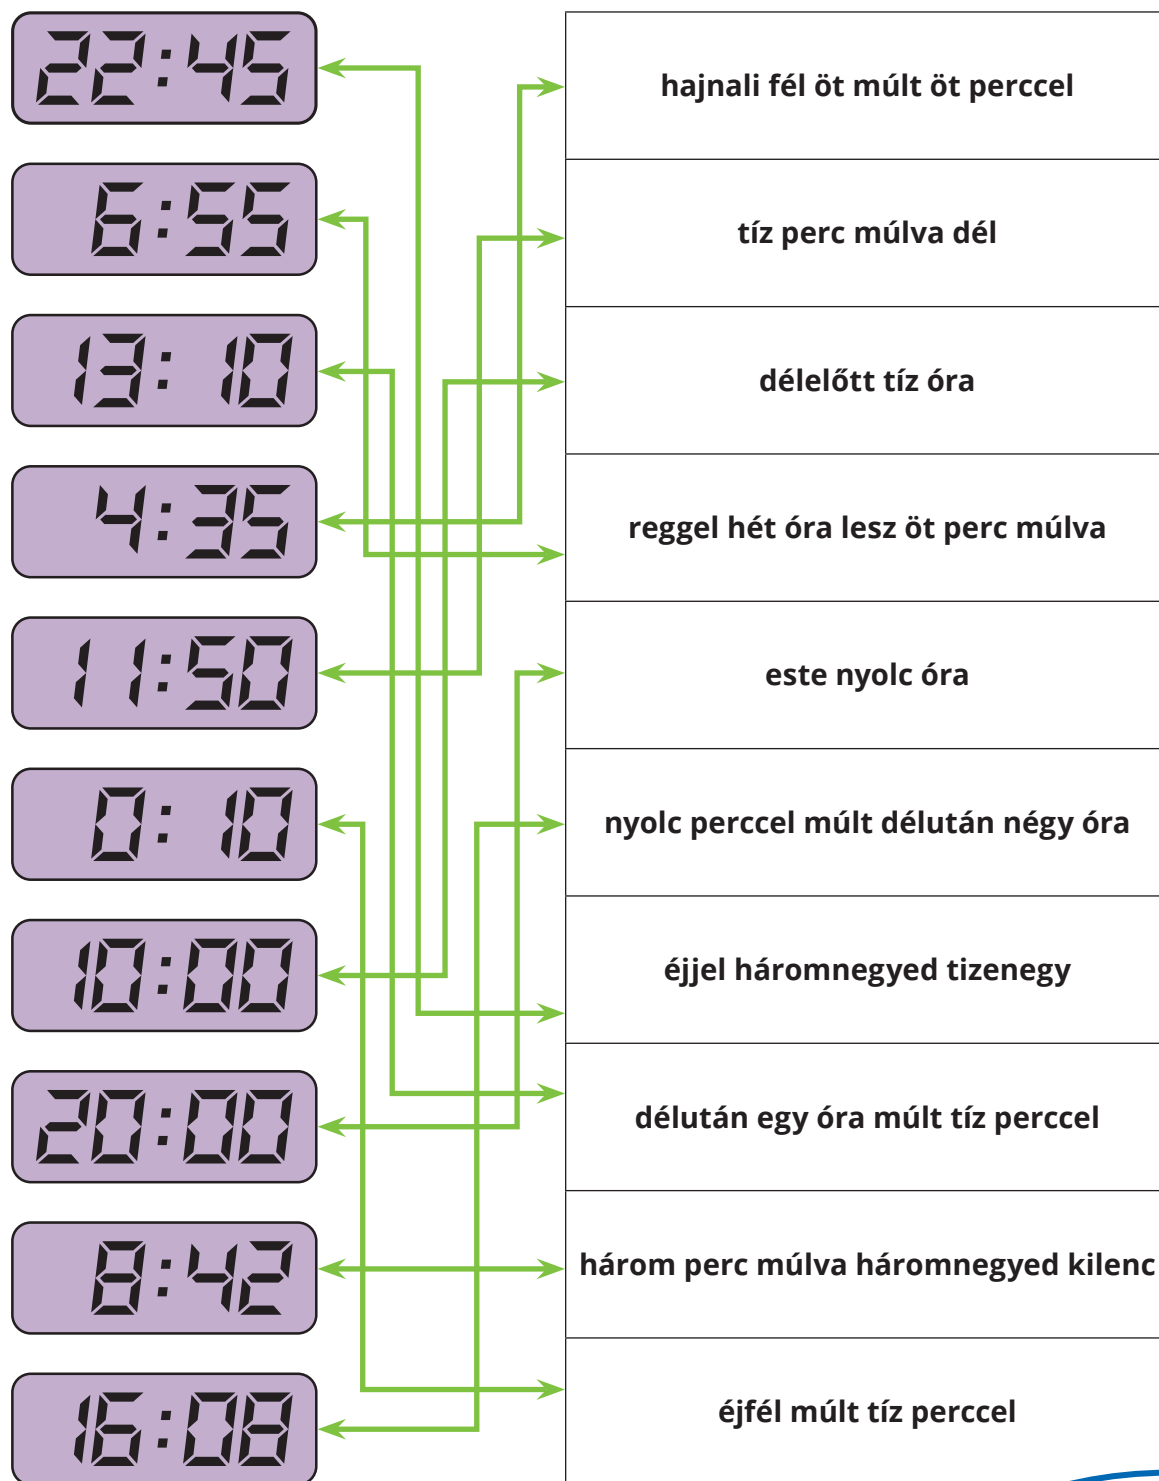 22:45
hajnali fél öt múlt öt perccel
6:55
tíz perc múlva dél
13:10
délelőtt tíz óra
4:35
reggel hét óra lesz öt perc múlva
11:50
este nyolc óra
0:10
nyolc perccel múlt délután négy óra
10:00
éjjel háromnegyed tizenegy
20:00
délután egy óra múlt tíz perccel
8:42
három perc múlva háromnegyed kilenc
16:08
éjfél múlt tíz perccel